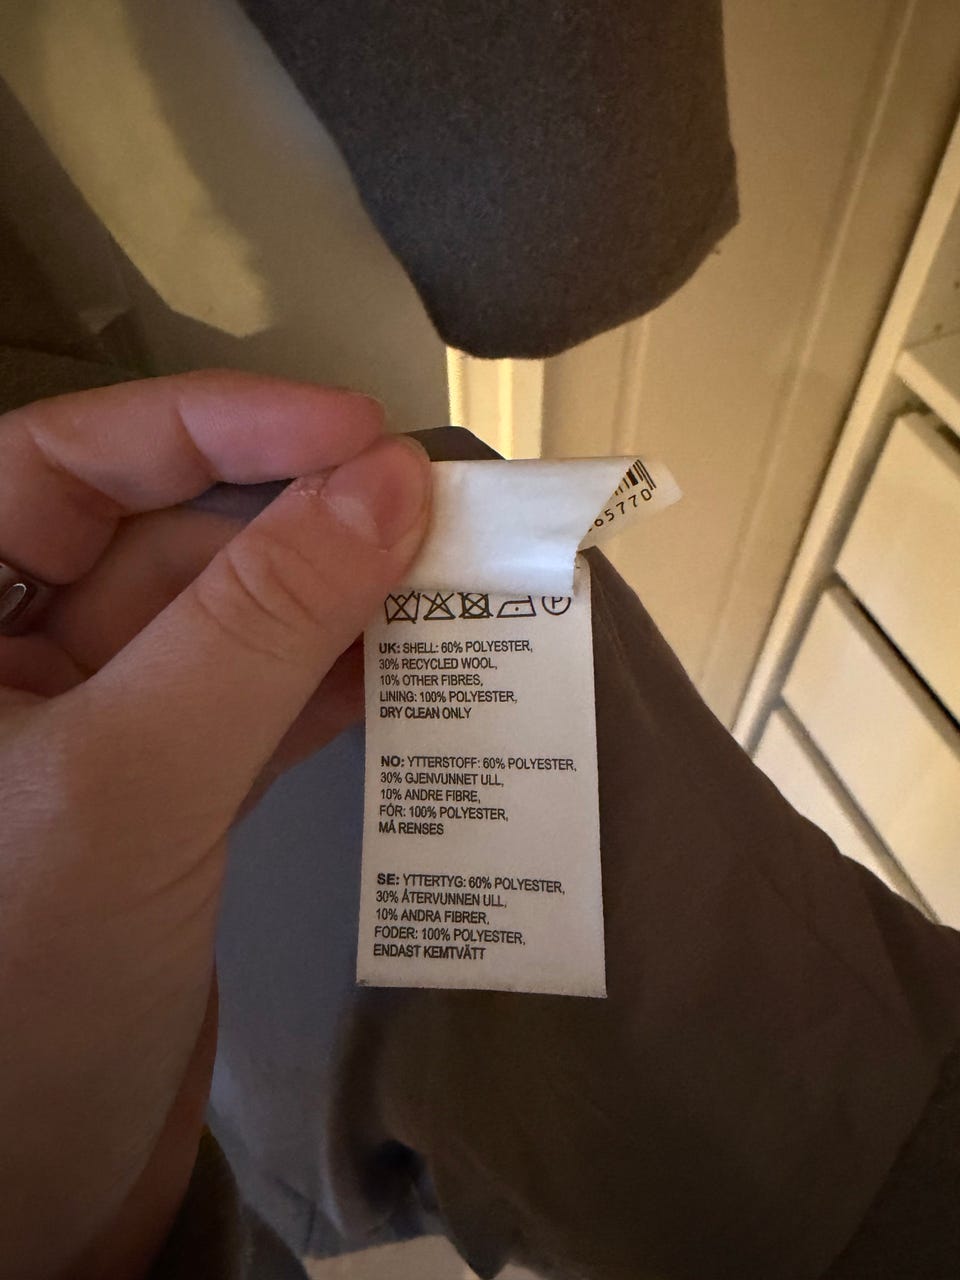 65770
P
UK: SHELL: 60% POLYESTER,
30% RECYCLED WOOL,
10% OTHER FIBRES,
LINING: 100% POLYESTER,
DRY CLEAN ONLY
NO: YTTERSTOFF: 60% POLYESTER,
30% GJENVUNNET ULL,
10% ANDRE FIBRE,
FÓR: 100% POLYESTER,
MÅ RENSES
SE: YTTERTYG: 60% POLYESTER,
30% ÅTERVUNNEN ULL,
10% ANDRA FIBRER,
FODER: 100% POLYESTER,
ENDAST KEMTVÄTT